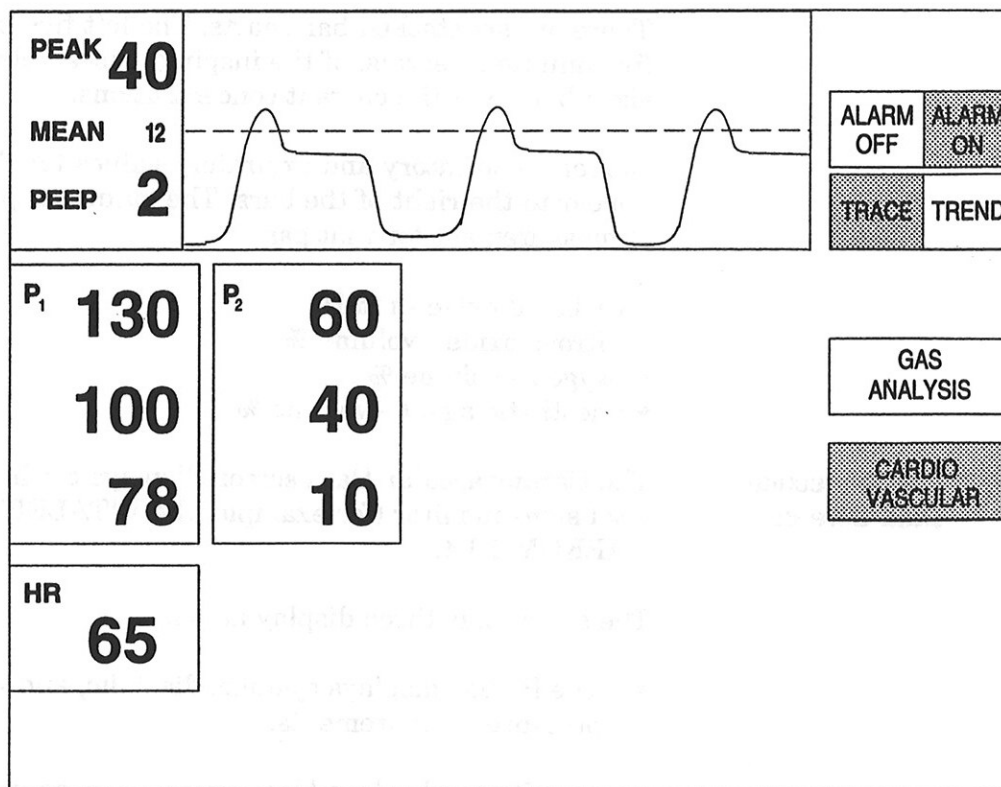 PEAK 40
MEAN 12
PEEP 2
ALARM OFF
ALARM ON
TRACE
TREND
P₁ 130
100
78
P₂ 60
40
10
GAS
ANALYSIS
CARDIO
VASCULAR
HR
65